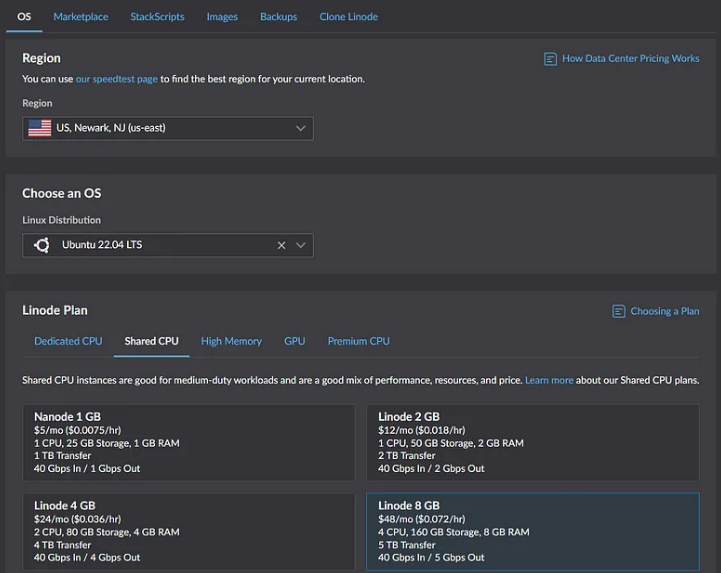 OS Marketplace StackScripts Images Backups Clone Linode
Region
How Data Center Pricing Works
You can use our speedtest page to find the best region for your current location.
Region
US, Newark, NJ (us-east)
Choose an OS
Linux Distribution
Ubuntu 22.04 LTS
Linode Plan
Choosing a Plan
Dedicated CPU Shared CPU High Memory GPU Premium CPU
Shared CPU instances are good for medium-duty workloads and are a good mix of performance, resources, and price. Learn more about our Shared CPU plans.
Nanode 1 GB
$5/mo ($0.0075/hr)
1 CPU, 25 GB Storage, 1 GB RAM
1 TB Transfer
40 Gbps In / 1 Gbps Out
Linode 2 GB
$12/mo ($0.018/hr)
1 CPU, 50 GB Storage, 2 GB RAM
2 TB Transfer
40 Gbps In / 2 Gbps Out
Linode 4 GB
$24/mo ($0.036/hr)
2 CPU, 80 GB Storage, 4 GB RAM
4 TB Transfer
40 Gbps In / 4 Gbps Out
Linode 8 GB
$48/mo ($0.072/hr)
4 CPU, 160 GB Storage, 8 GB RAM
5 TB Transfer
40 Gbps In / 5 Gbps Out